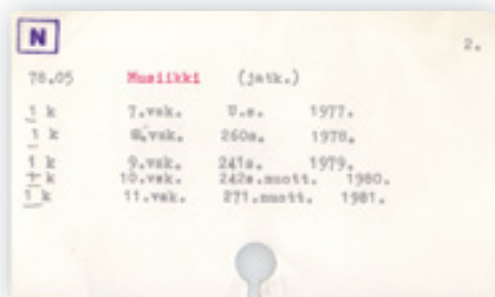 N
2.
78.05 Musiikki (jatk.)
1 k 7.vsk. U.s. 1977.
1 k 8.vsk. 260s. 1978.
1 k 9.vsk. 241s. 1979.
1 k 10.vsk. 242s.nuott. 1980.
1 k 11.vsk. 271.nuott. 1981.